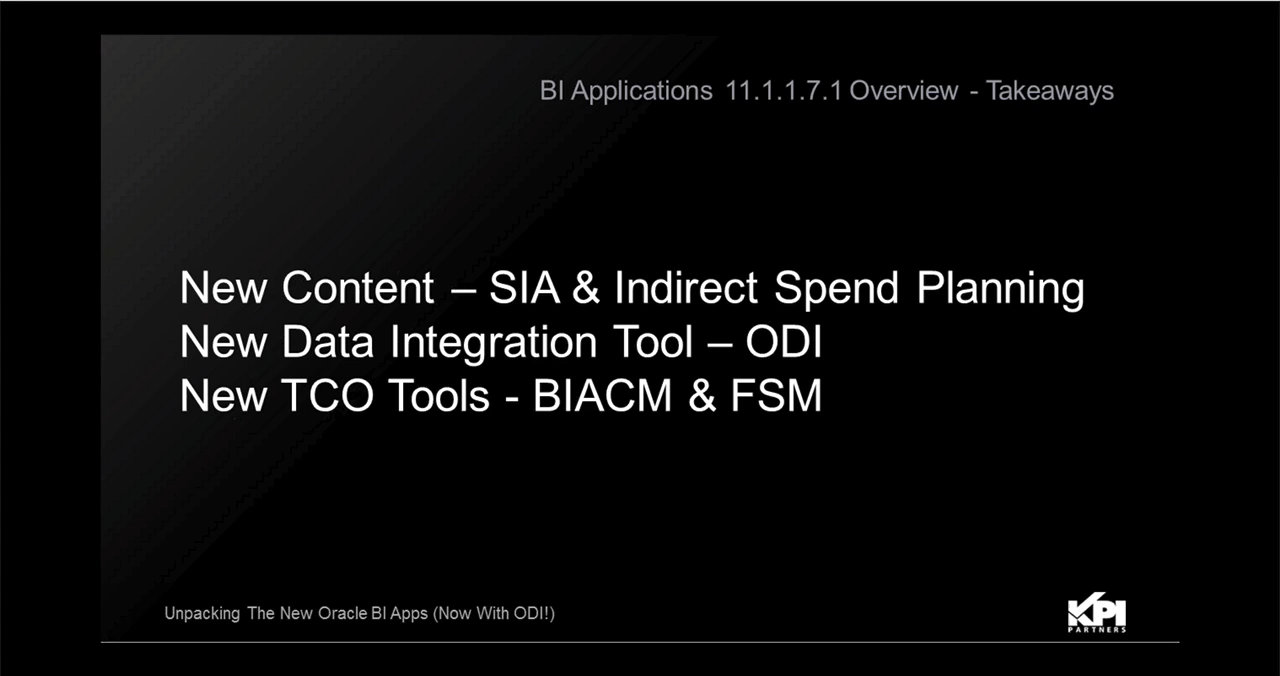 BI Applications 11.1.1.7.1 Overview - Takeaways
New Content – SIA & Indirect Spend Planning
New Data Integration Tool – ODI
New TCO Tools - BIACM & FSM
Unpacking The New Oracle BI Apps (Now With ODI!)
KPI
PARTNERS